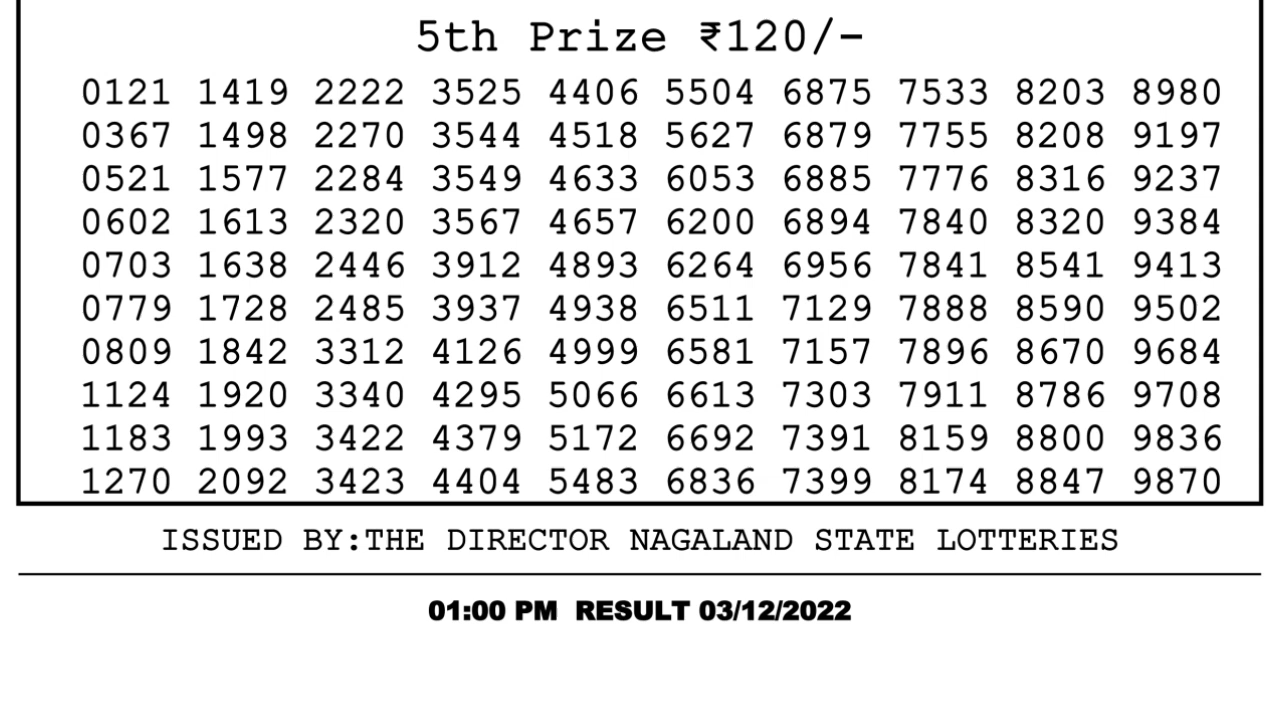 5th Prize ₹120/-
0121 1419 2222 3525 4406 5504 6875 7533 8203 8980
0367 1498 2270 3544 4518 5627 6879 7755 8208 9197
0521 1577 2284 3549 4633 6053 6885 7776 8316 9237
0602 1613 2320 3567 4657 6200 6894 7840 8320 9384
0703 1638 2446 3912 4893 6264 6956 7841 8541 9413
0779 1728 2485 3937 4938 6511 7129 7888 8590 9502
0809 1842 3312 4126 4999 6581 7157 7896 8670 9684
1124 1920 3340 4295 5066 6613 7303 7911 8786 9708
1183 1993 3422 4379 5172 6692 7391 8159 8800 9836
1270 2092 3423 4404 5483 6836 7399 8174 8847 9870
ISSUED BY:THE DIRECTOR NAGALAND STATE LOTTERIES
01:00 PM RESULT 03/12/2022